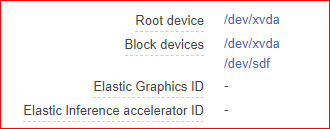 Root device /dev/xvda
Block devices /dev/xvda
/dev/sdf
Elastic Graphics ID -
Elastic Inference accelerator ID -